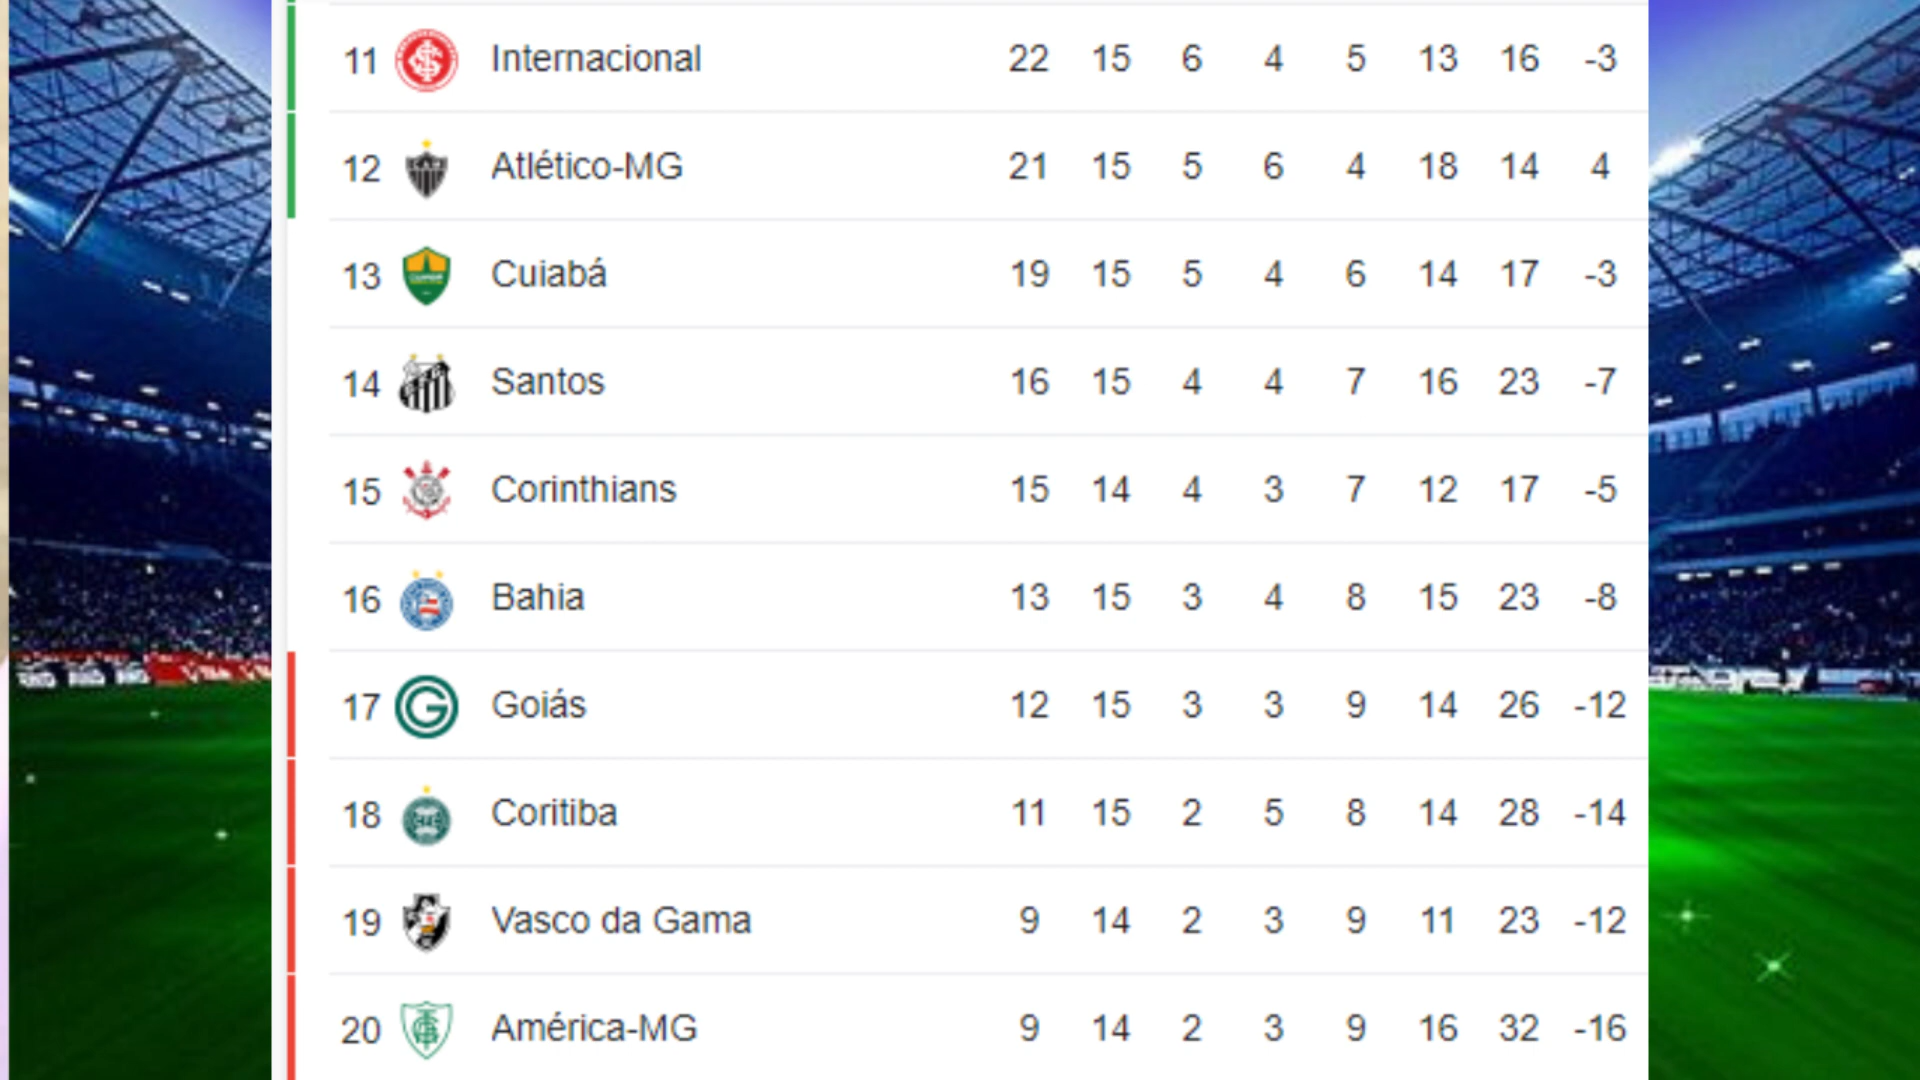 11 Internacional 22 15 6 4 5 13 16 -3
12 Atlético-MG 21 15 5 6 4 18 14 4
13 Cuiabá 19 15 5 4 6 14 17 -3
14 Santos 16 15 4 4 7 16 23 -7
15 Corinthians 15 14 4 3 7 12 17 -5
16 Bahia 13 15 3 4 8 15 23 -8
17 Goiás 12 15 3 3 9 14 26 -12
18 Coritiba 11 15 2 5 8 14 28 -14
19 Vasco da Gama 9 14 2 3 9 11 23 -12
20 América-MG 9 14 2 3 9 16 32 -16